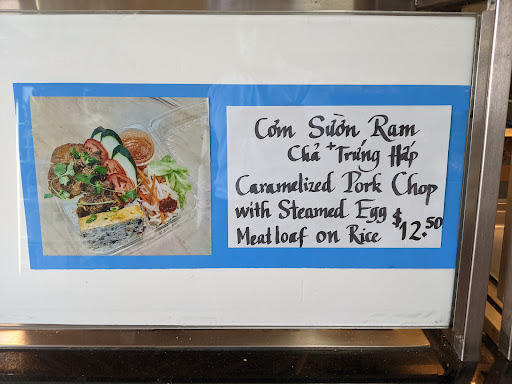 Cơm Sườn Ram
Chả + Trứng Hấp
Caramelized Pork Chop
with Steamed Egg
Meatloaf on Rice $12.50